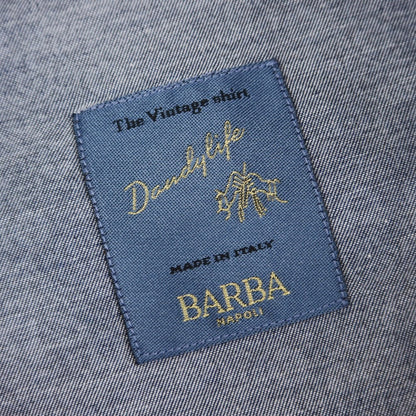 The Vintage shirt
Dandylife
MADE IN ITALY
BARBA
NAPOLI